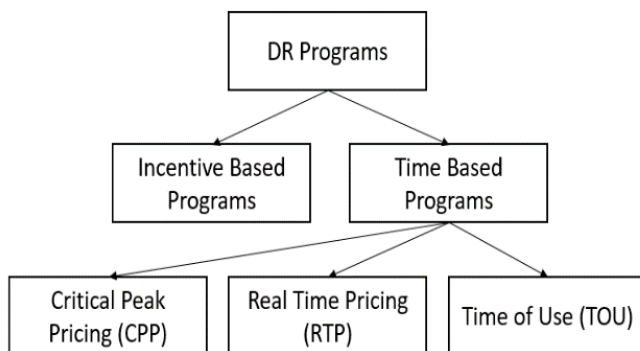 DR Programs
Incentive Based
Programs
Time Based
Programs
Critical Peak
Pricing (CPP)
Real Time Pricing
(RTP)
Time of Use (TOU)